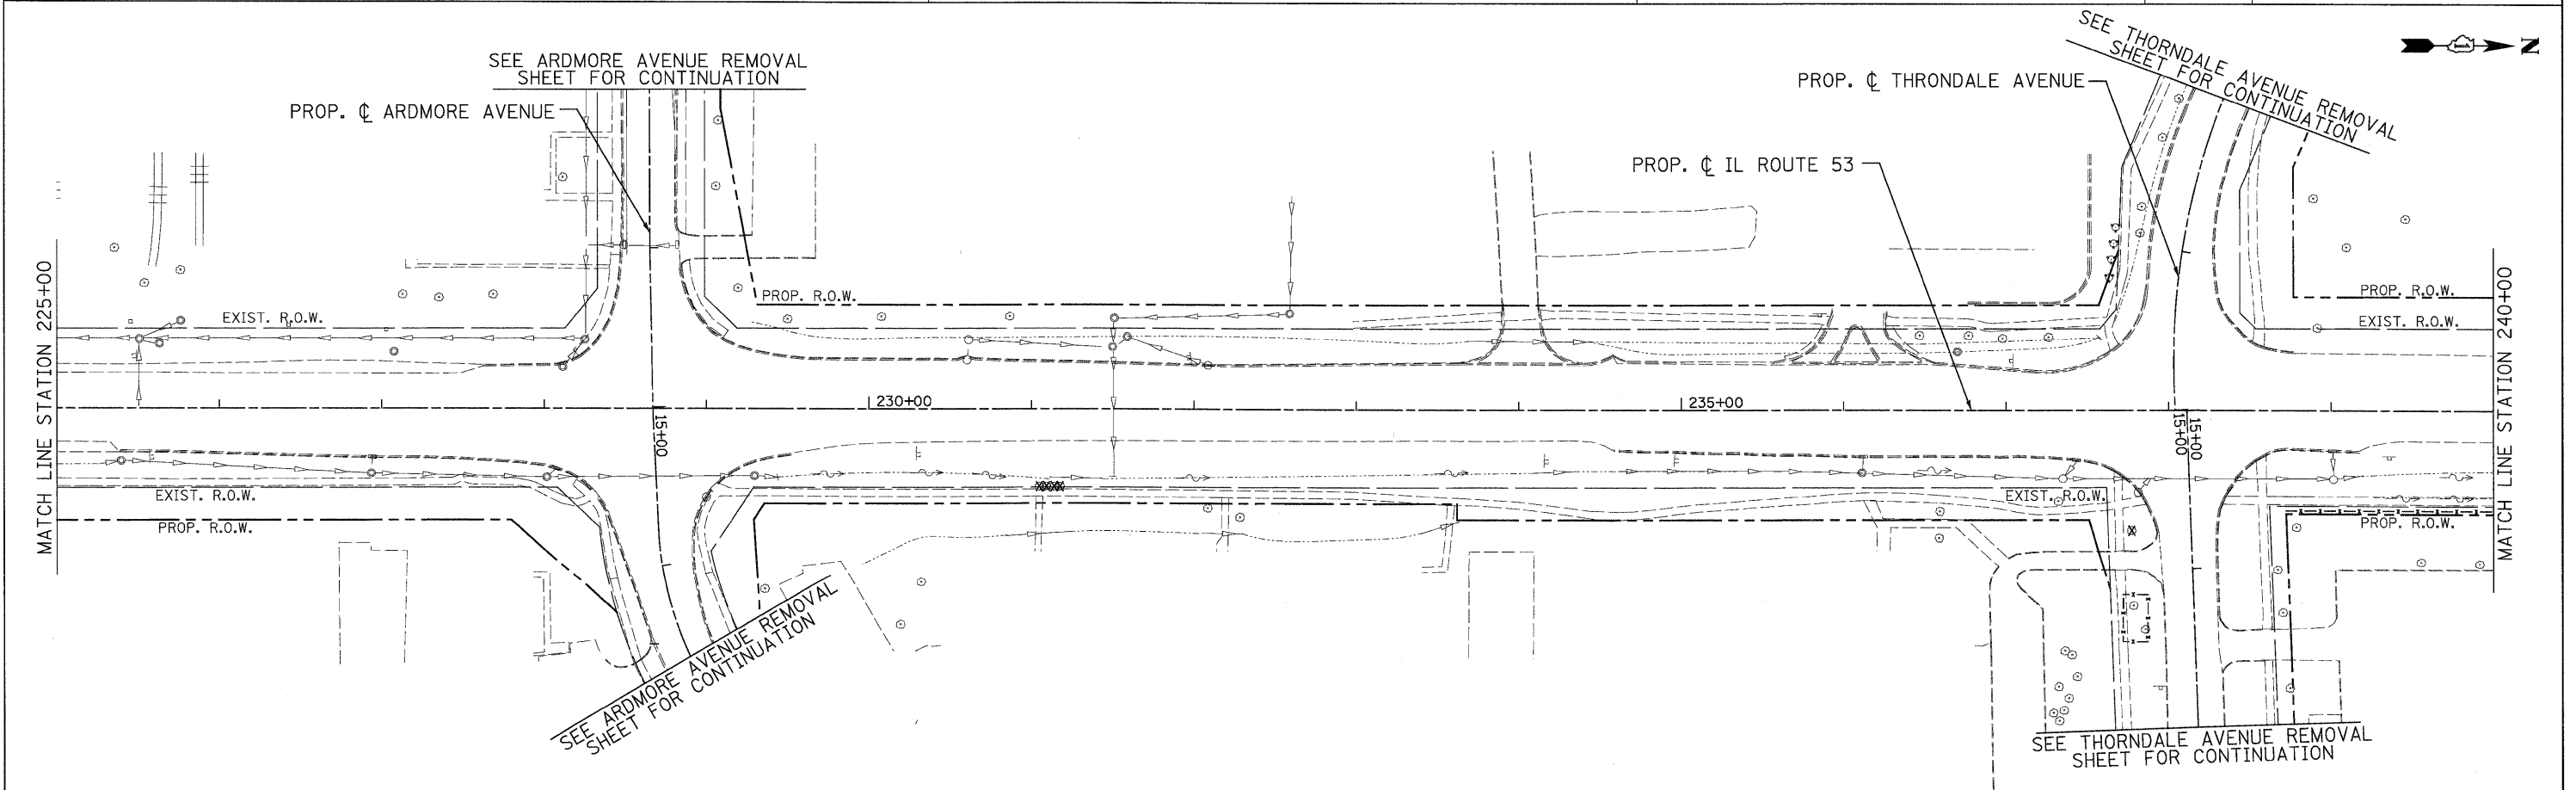 SEE ARDMORE AVENUE REMOVAL
SHEET FOR CONTINUATION
PROP. ℄ ARDMORE AVENUE
SEE THORNDALE AVENUE REMOVAL
SHEET FOR CONTINUATION
PROP. ℄ THRONDALE AVENUE
N
PROP. ℄ IL ROUTE 53
MATCH LINE STATION 225+00
EXIST. R.O.W.
PROP. R.O.W.
PROP. R.O.W.
EXIST. R.O.W.
MATCH LINE STATION 240+00
230+00
235+00
15+00
15+00
15+00
EXIST. R.O.W.
PROP. R.O.W.
EXIST. R.O.W.
PROP. R.O.W.
SEE ARDMORE AVENUE REMOVAL
SHEET FOR CONTINUATION
SEE THORNDALE AVENUE REMOVAL
SHEET FOR CONTINUATION